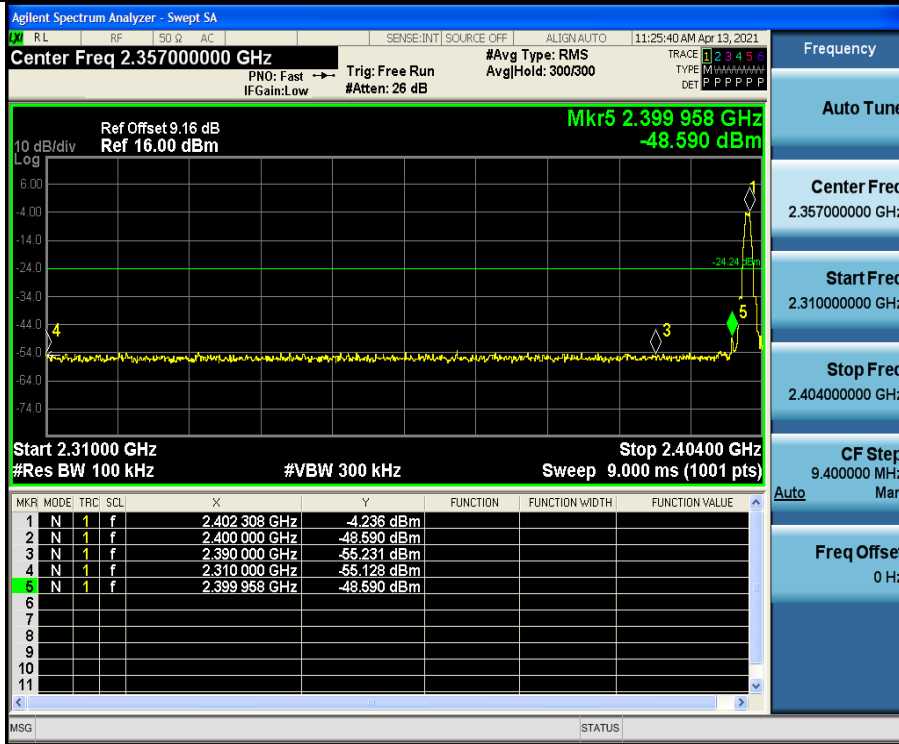 Agilent Spectrum Analyzer - Swept SA
LXI RL RF 50 Ω AC SENSE:INT SOURCE OFF ALIGN AUTO 11:25:40 AM Apr 13, 2021
Center Freq 2.357000000 GHz
PNO: Fast
IFGain:Low
Trig: Free Run
#Atten: 26 dB
#Avg Type: RMS
Avg|Hold: 300/300
TRACE 1 2 3 4 5 6
TYPE M
DET P P P P P P
Mkr5 2.399 958 GHz
-48.590 dBm
Ref Offset 9.16 dB
10 dB/div Ref 16.00 dBm
Log
6.00
-4.00
-14.0
-24.0
-34.0
-44.0
-54.0
-64.0
-74.0
1
-24.24 dBm
5
4
3
Start 2.31000 GHz Stop 2.40400 GHz
#Res BW 100 kHz #VBW 300 kHz Sweep 9.000 ms (1001 pts)
MKR MODE TRC SCL X Y FUNCTION FUNCTION WIDTH FUNCTION VALUE
1 N 1 f 2.402 308 GHz -4.236 dBm
2 N 1 f 2.400 000 GHz -48.590 dBm
3 N 1 f 2.390 000 GHz -55.231 dBm
4 N 1 f 2.310 000 GHz -55.128 dBm
5 N 1 f 2.399 958 GHz -48.590 dBm
6
7
8
9
10
11
MSG STATUS
Frequency
Auto Tune
Center Freq
2.357000000 GHz
Start Freq
2.310000000 GHz
Stop Freq
2.404000000 GHz
CF Step
9.400000 MHz
Auto Man
Freq Offset
0 Hz